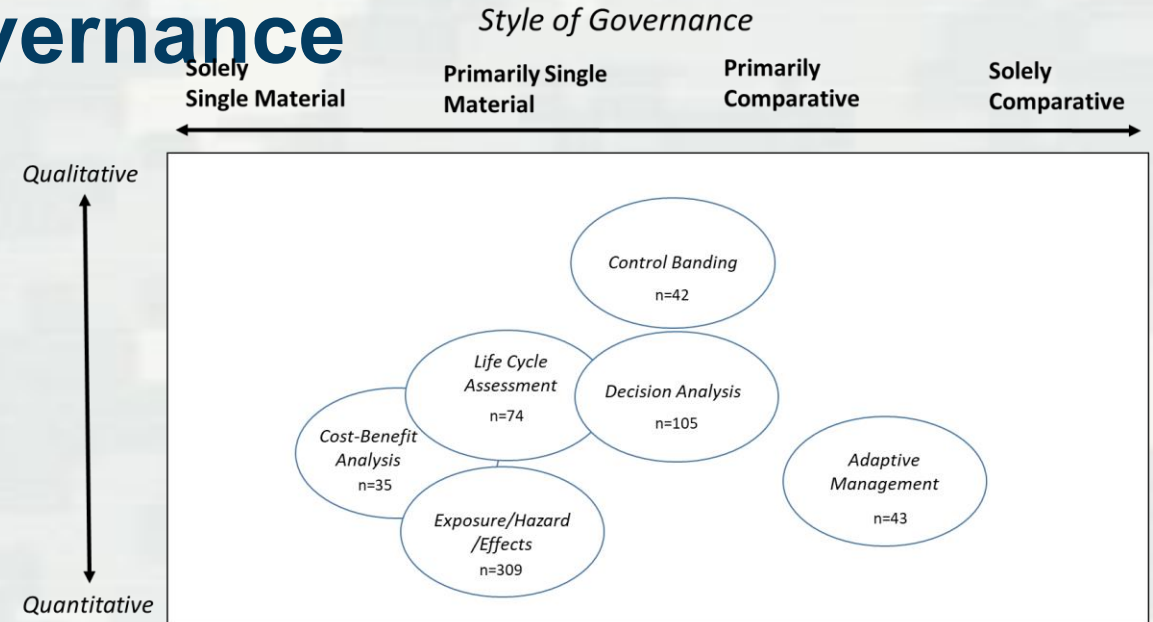 vernance
Style of Governance
Solely
Single Material
Primarily Single
Material
Primarily
Comparative
Solely
Comparative
Qualitative
Control Banding
n=42
Life Cycle
Assessment
n=74
Decision Analysis
n=105
Cost-Benefit
Analysis
n=35
Adaptive
Management
n=43
Exposure/Hazard
/Effects
n=309
Quantitative